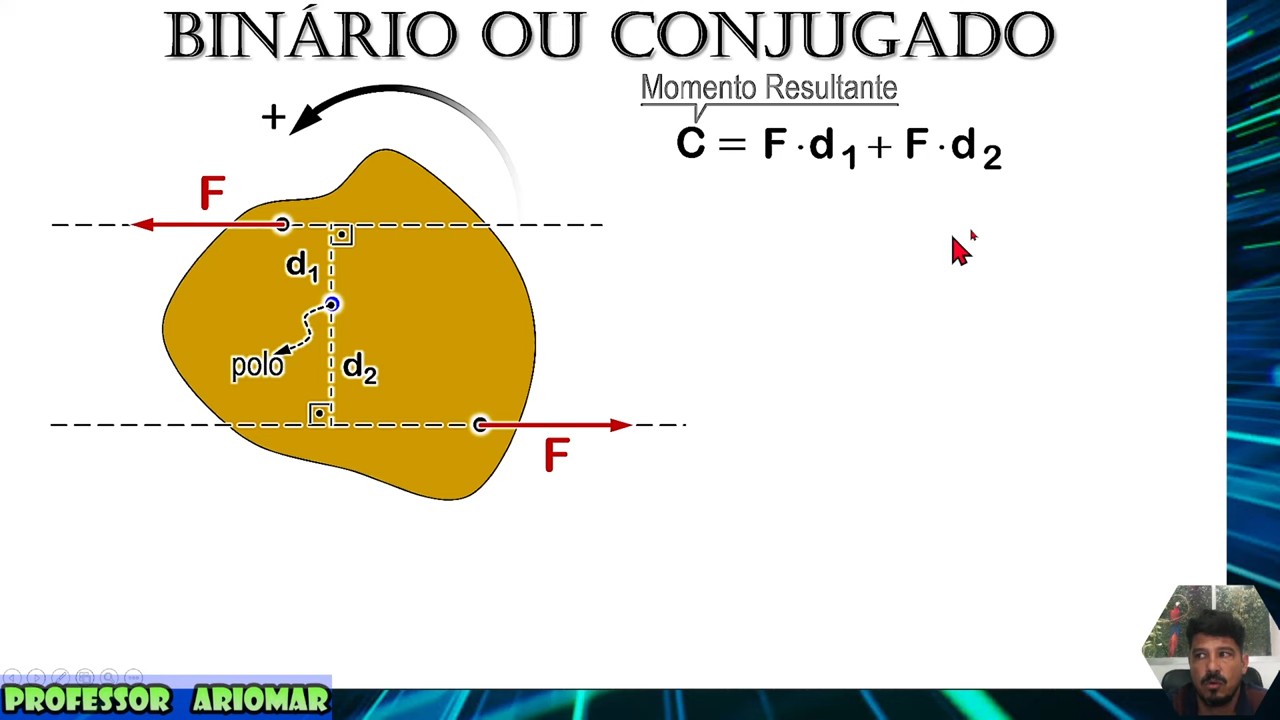 BINÁRIO OU CONJUGADO
Momento Resultante
C = F · d1 + F · d2
+
F
d1
polo
d2
F
PROFESSOR ARIOMAR